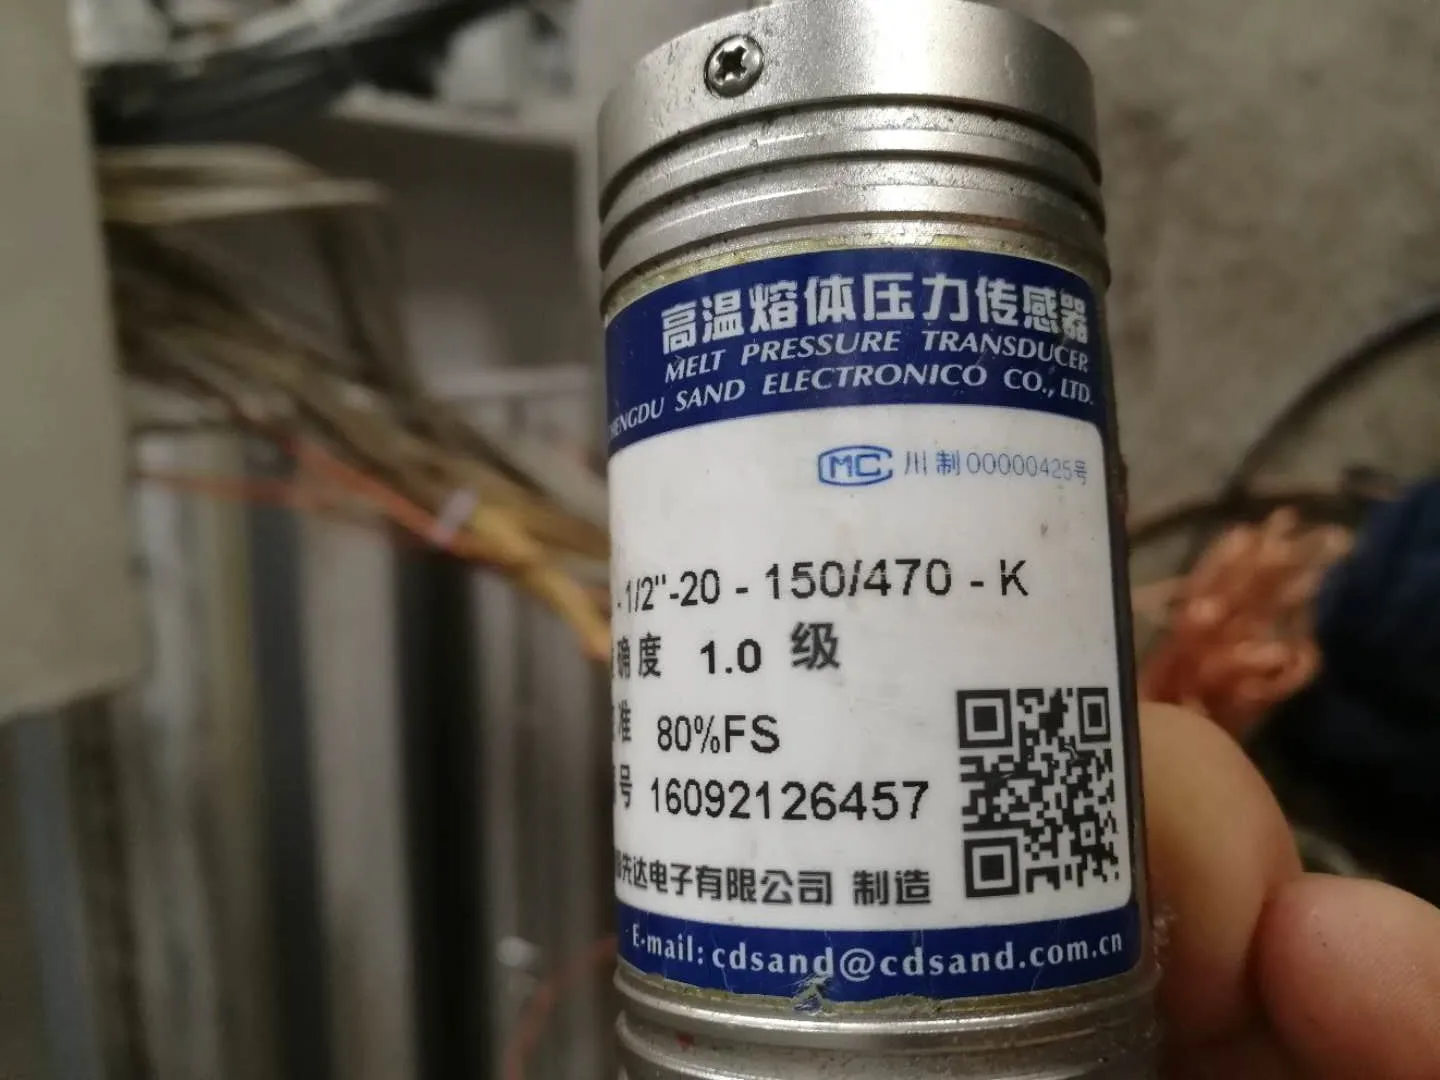 高温熔体压力传感器
MELT PRESSURE TRANSDUCER
HENGDU SAND ELECTRONICO CO., LTD.
MC 川制00000425号
-1/2"-20 - 150/470 - K
确度 1.0 级
准 80%FS
号 16092126457
先达电子有限公司 制造
E-mail: cdsand@cdsand.com.cn